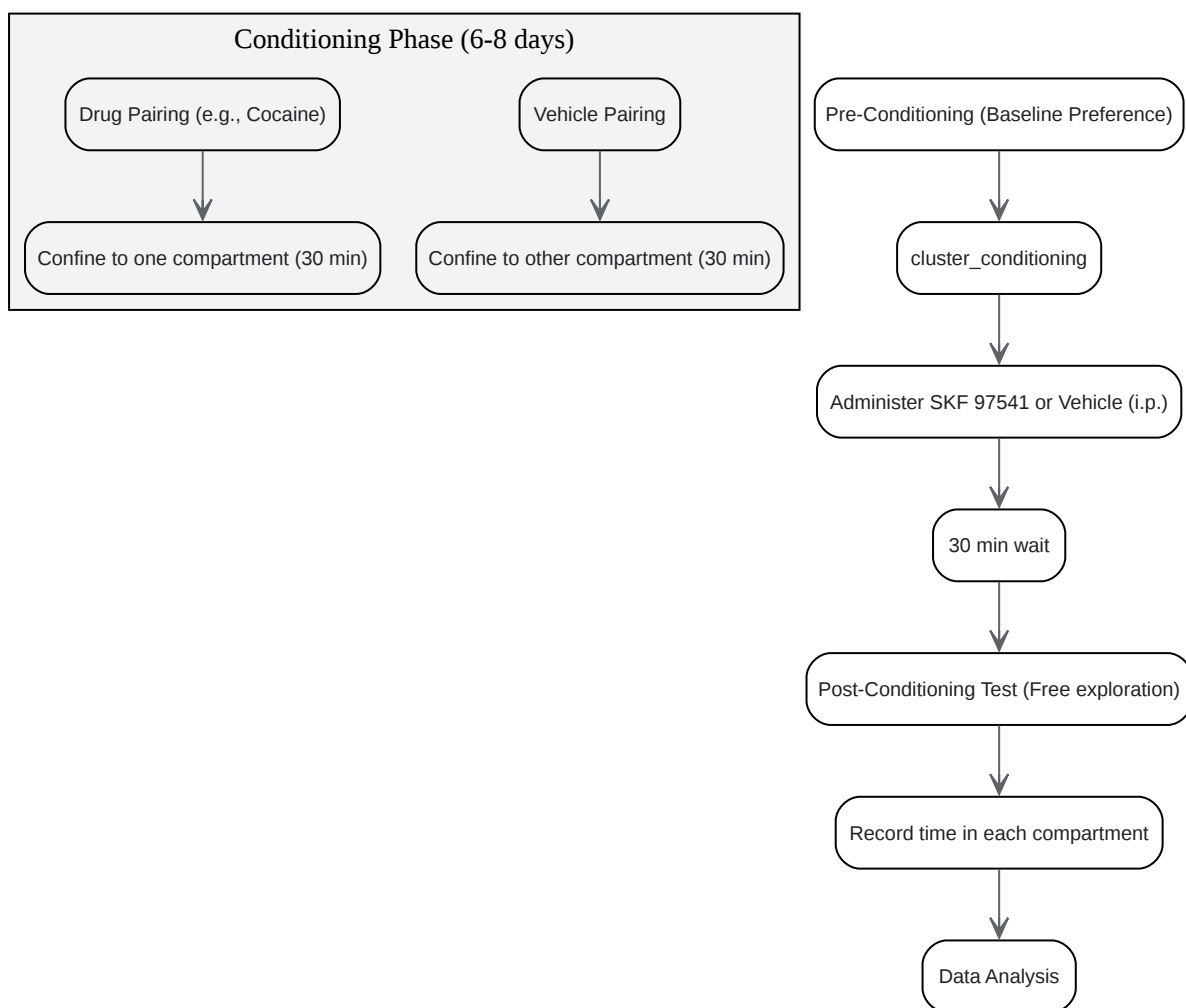 Conditioning Phase (6-8 days)
Drug Pairing (e.g., Cocaine)
Vehicle Pairing
Pre-Conditioning (Baseline Preference)
Confine to one compartment (30 min)
Confine to other compartment (30 min)
cluster_conditioning
Administer SKF 97541 or Vehicle (i.p.)
30 min wait
Post-Conditioning Test (Free exploration)
Record time in each compartment
Data Analysis